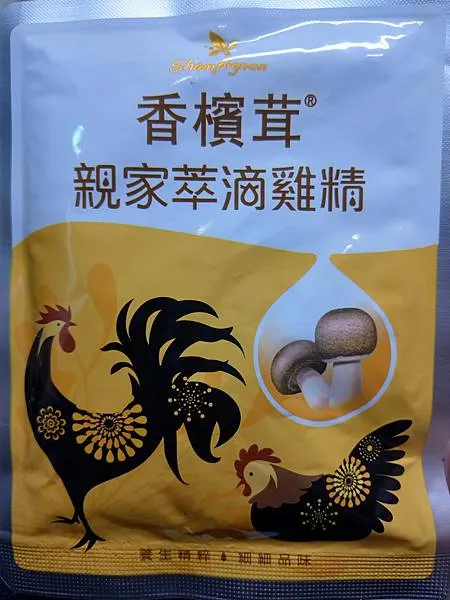 Shampignon
香檳茸®
親家萃滴雞精
養生精粹 細細品味